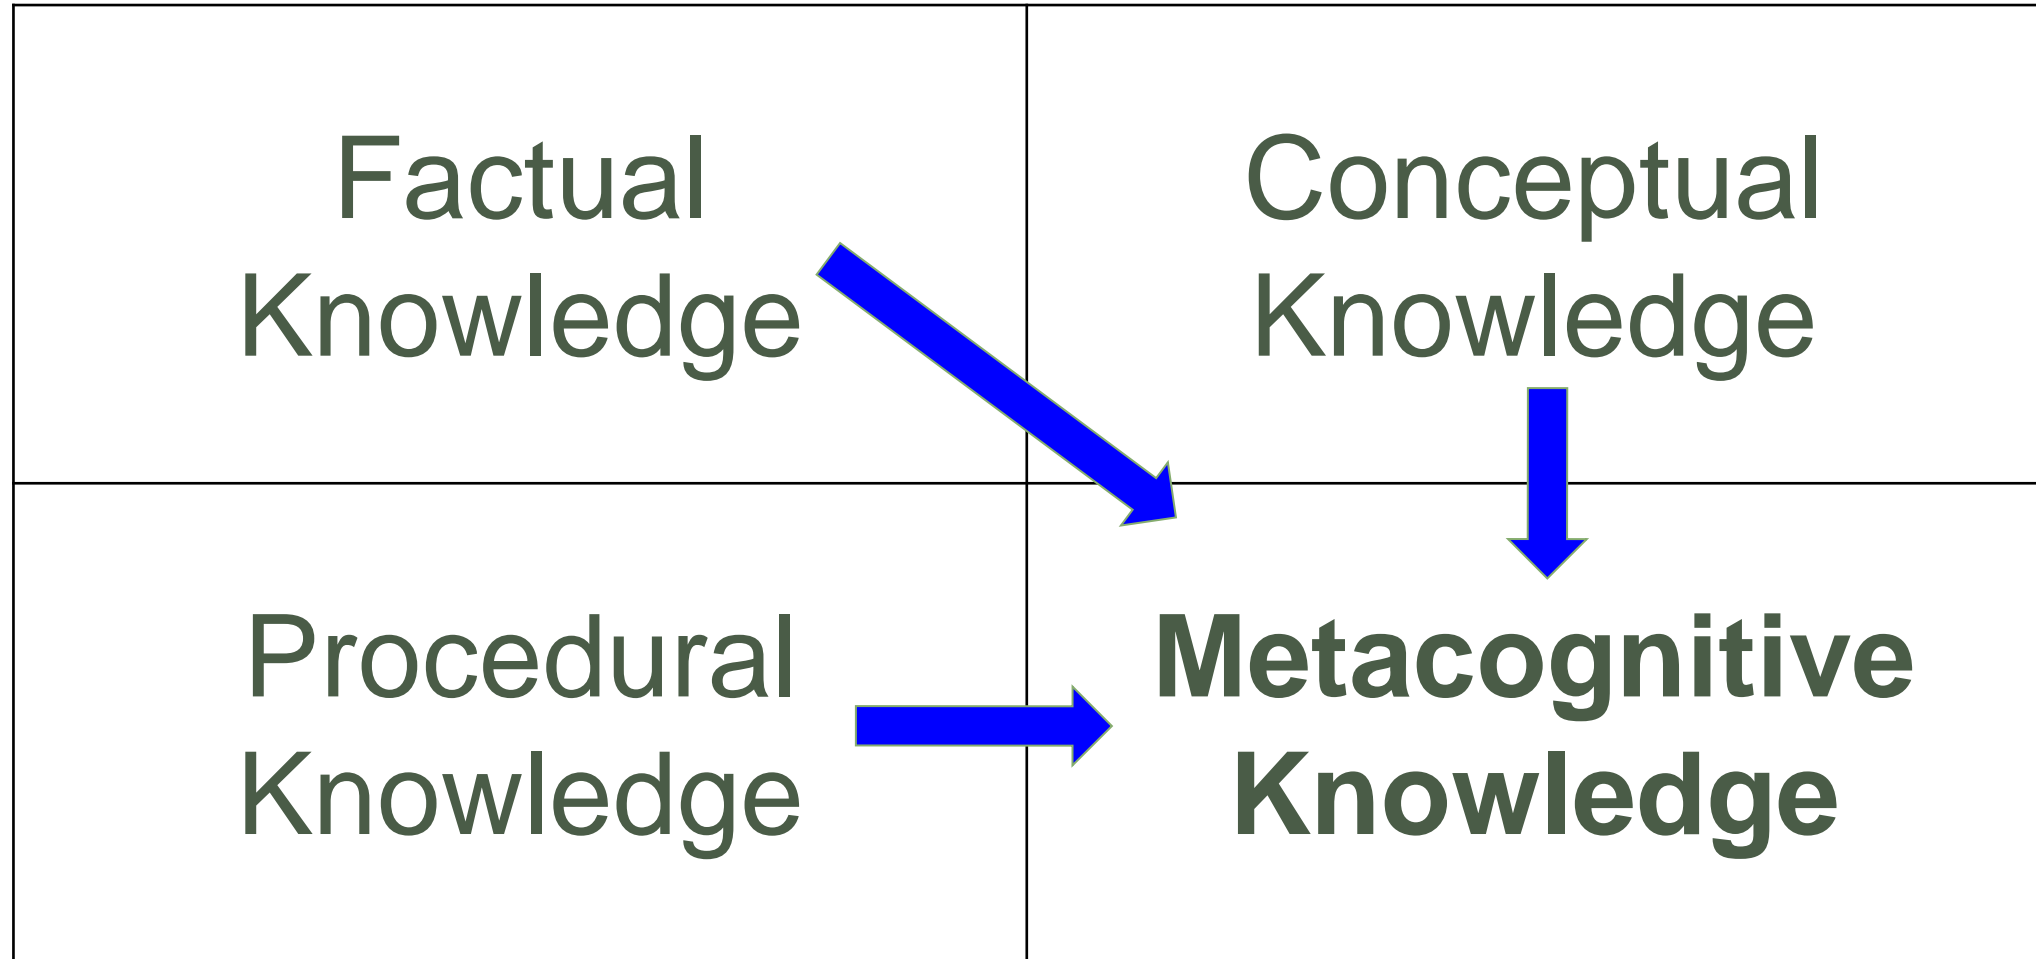 Factual
Knowledge
Conceptual
Knowledge
Procedural
Knowledge
Metacognitive
Knowledge